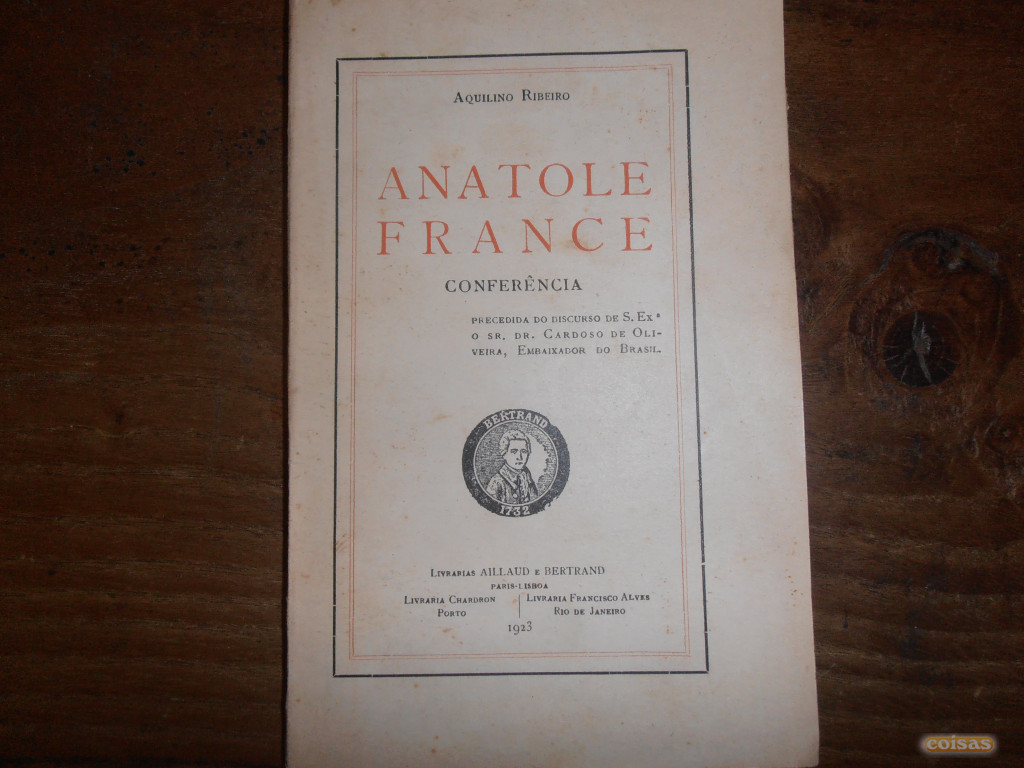 Aquilino Ribeiro
ANATOLE
FRANCE
CONFERÊNCIA
PRECEDIDA DO DISCURSO DE S. Exª
O SR. DR. CARDOSO DE OLI-
VEIRA, EMBAIXADOR DO BRASIL.
BERTRAND
1732
Livrarias AILLAUD e BERTRAND
PARIS-LISBOA
Livraria Chardron
Porto
Livraria Francisco Alves
Rio de Janeiro
1923
coisas